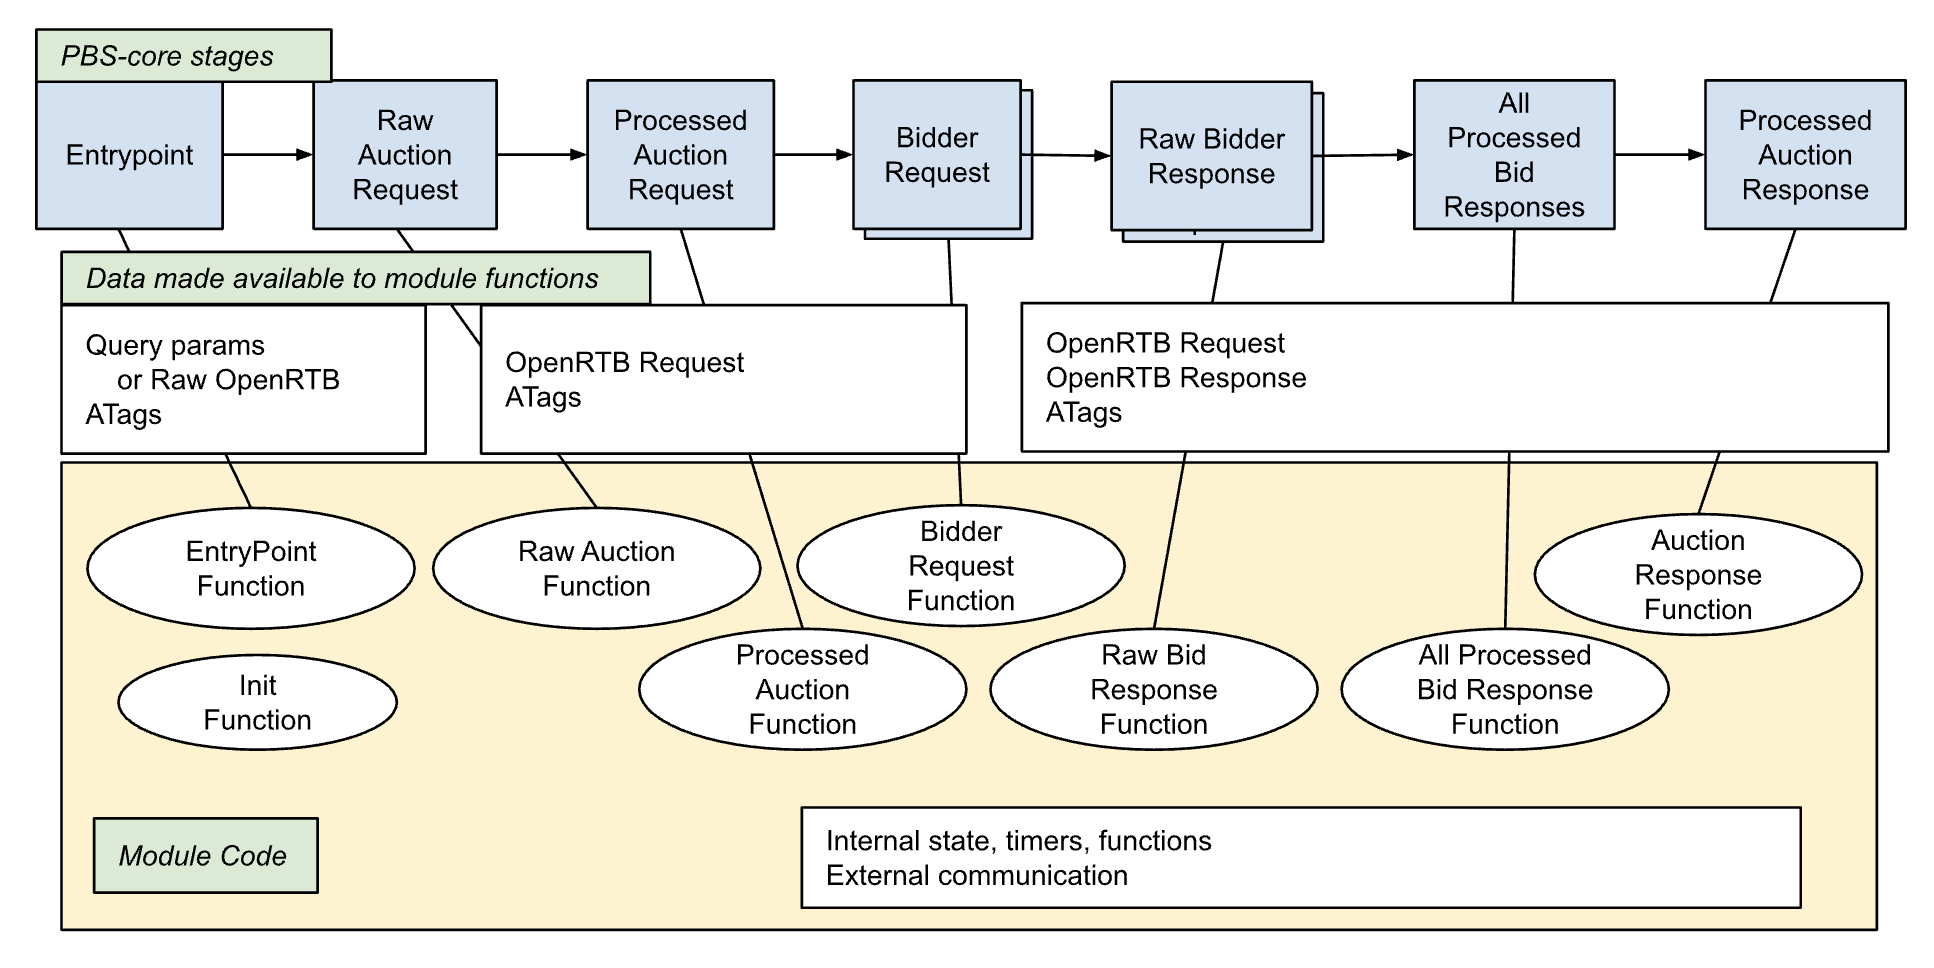 PBS-core stages
Entrypoint
Raw
Auction
Request
Processed
Auction
Request
Bidder
Request
Raw Bidder
Response
All
Processed
Bid
Responses
Processed
Auction
Response
Data made available to module functions
Query params
or Raw OpenRTB
ATags
OpenRTB Request
ATags
OpenRTB Request
OpenRTB Response
ATags
EntryPoint
Function
Raw Auction
Function
Bidder
Request
Function
Auction
Response
Function
Init
Function
Processed
Auction
Function
Raw Bid
Response
Function
All Processed
Bid Response
Function
Module Code
Internal state, timers, functions
External communication